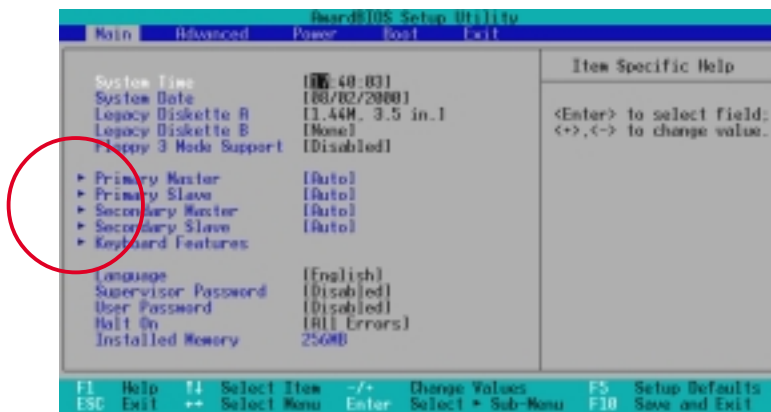 AwardBIOS Setup Utility
Main Advanced Power Boot Exit
Item Specific Help
System Time [17:40:03]
System Date [08/02/2000]
Legacy Diskette A [1.44M, 3.5 in.]
<Enter> to select field;
Legacy Diskette B [None]
<+>,<-> to change value.
Floppy 3 Mode Support [Disabled]
Primary Master [Auto]
Primary Slave [Auto]
Secondary Master [Auto]
Secondary Slave [Auto]
Keyboard Features
Language [English]
Supervisor Password [Disabled]
User Password [Disabled]
Halt On [All Errors]
Installed Memory 256MB
F1 Help ↑↓ Select Item -/+ Change Values F5 Setup Defaults
ESC Exit ↔ Select Menu Enter Select ► Sub-Menu F10 Save and Exit